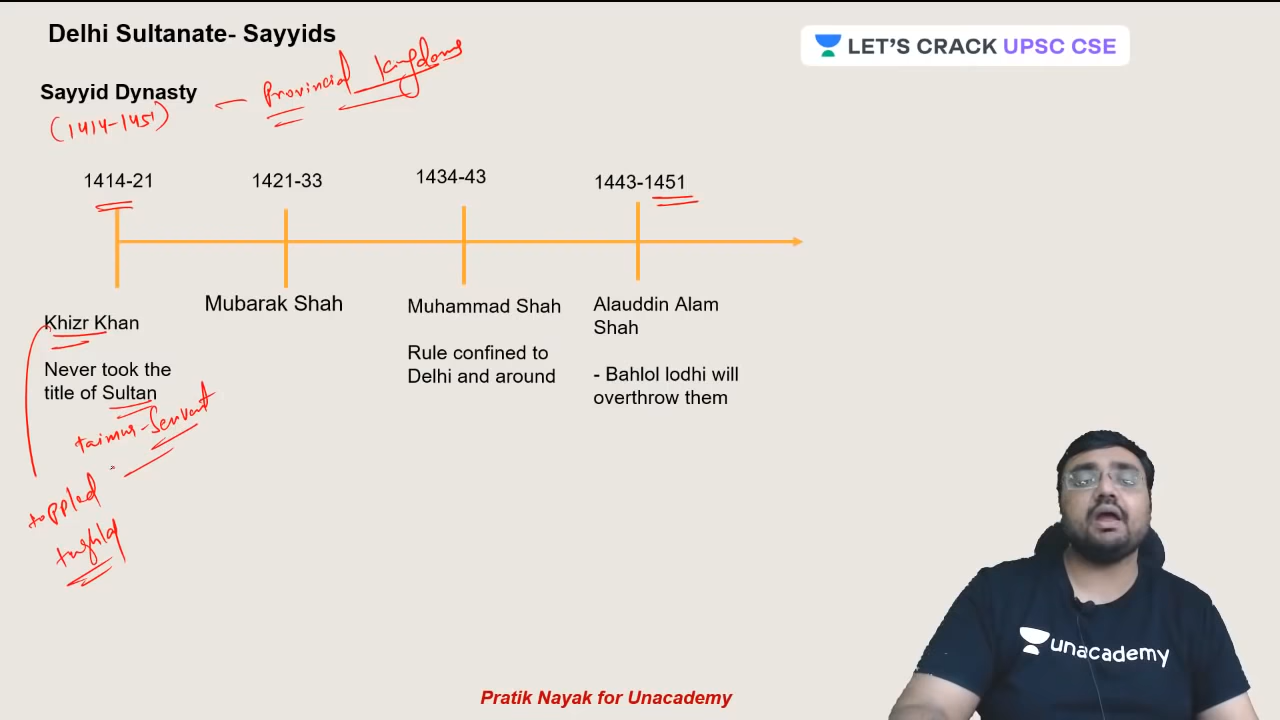 Delhi Sultanate- Sayyids
LET'S CRACK UPSC CSE
Sayyid Dynasty
– Provincial kingdoms
(1414-1451)
1414-21
1421-33
1434-43
1443-1451
Khizr Khan
Never took the
title of Sultan
taimur-Servant
toppled
tughlaq
Mubarak Shah
Muhammad Shah
Rule confined to
Delhi and around
Alauddin Alam
Shah
- Bahlol lodhi will
overthrow them
unacademy
Pratik Nayak for Unacademy